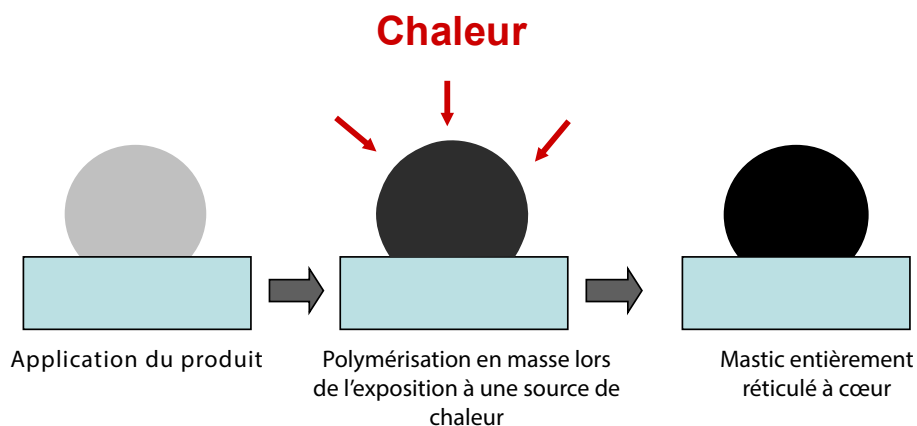 Chaleur
Application du produit
Polymérisation en masse lors
de l’exposition à une source de
chaleur
Mastic entièrement
réticulé à cœur